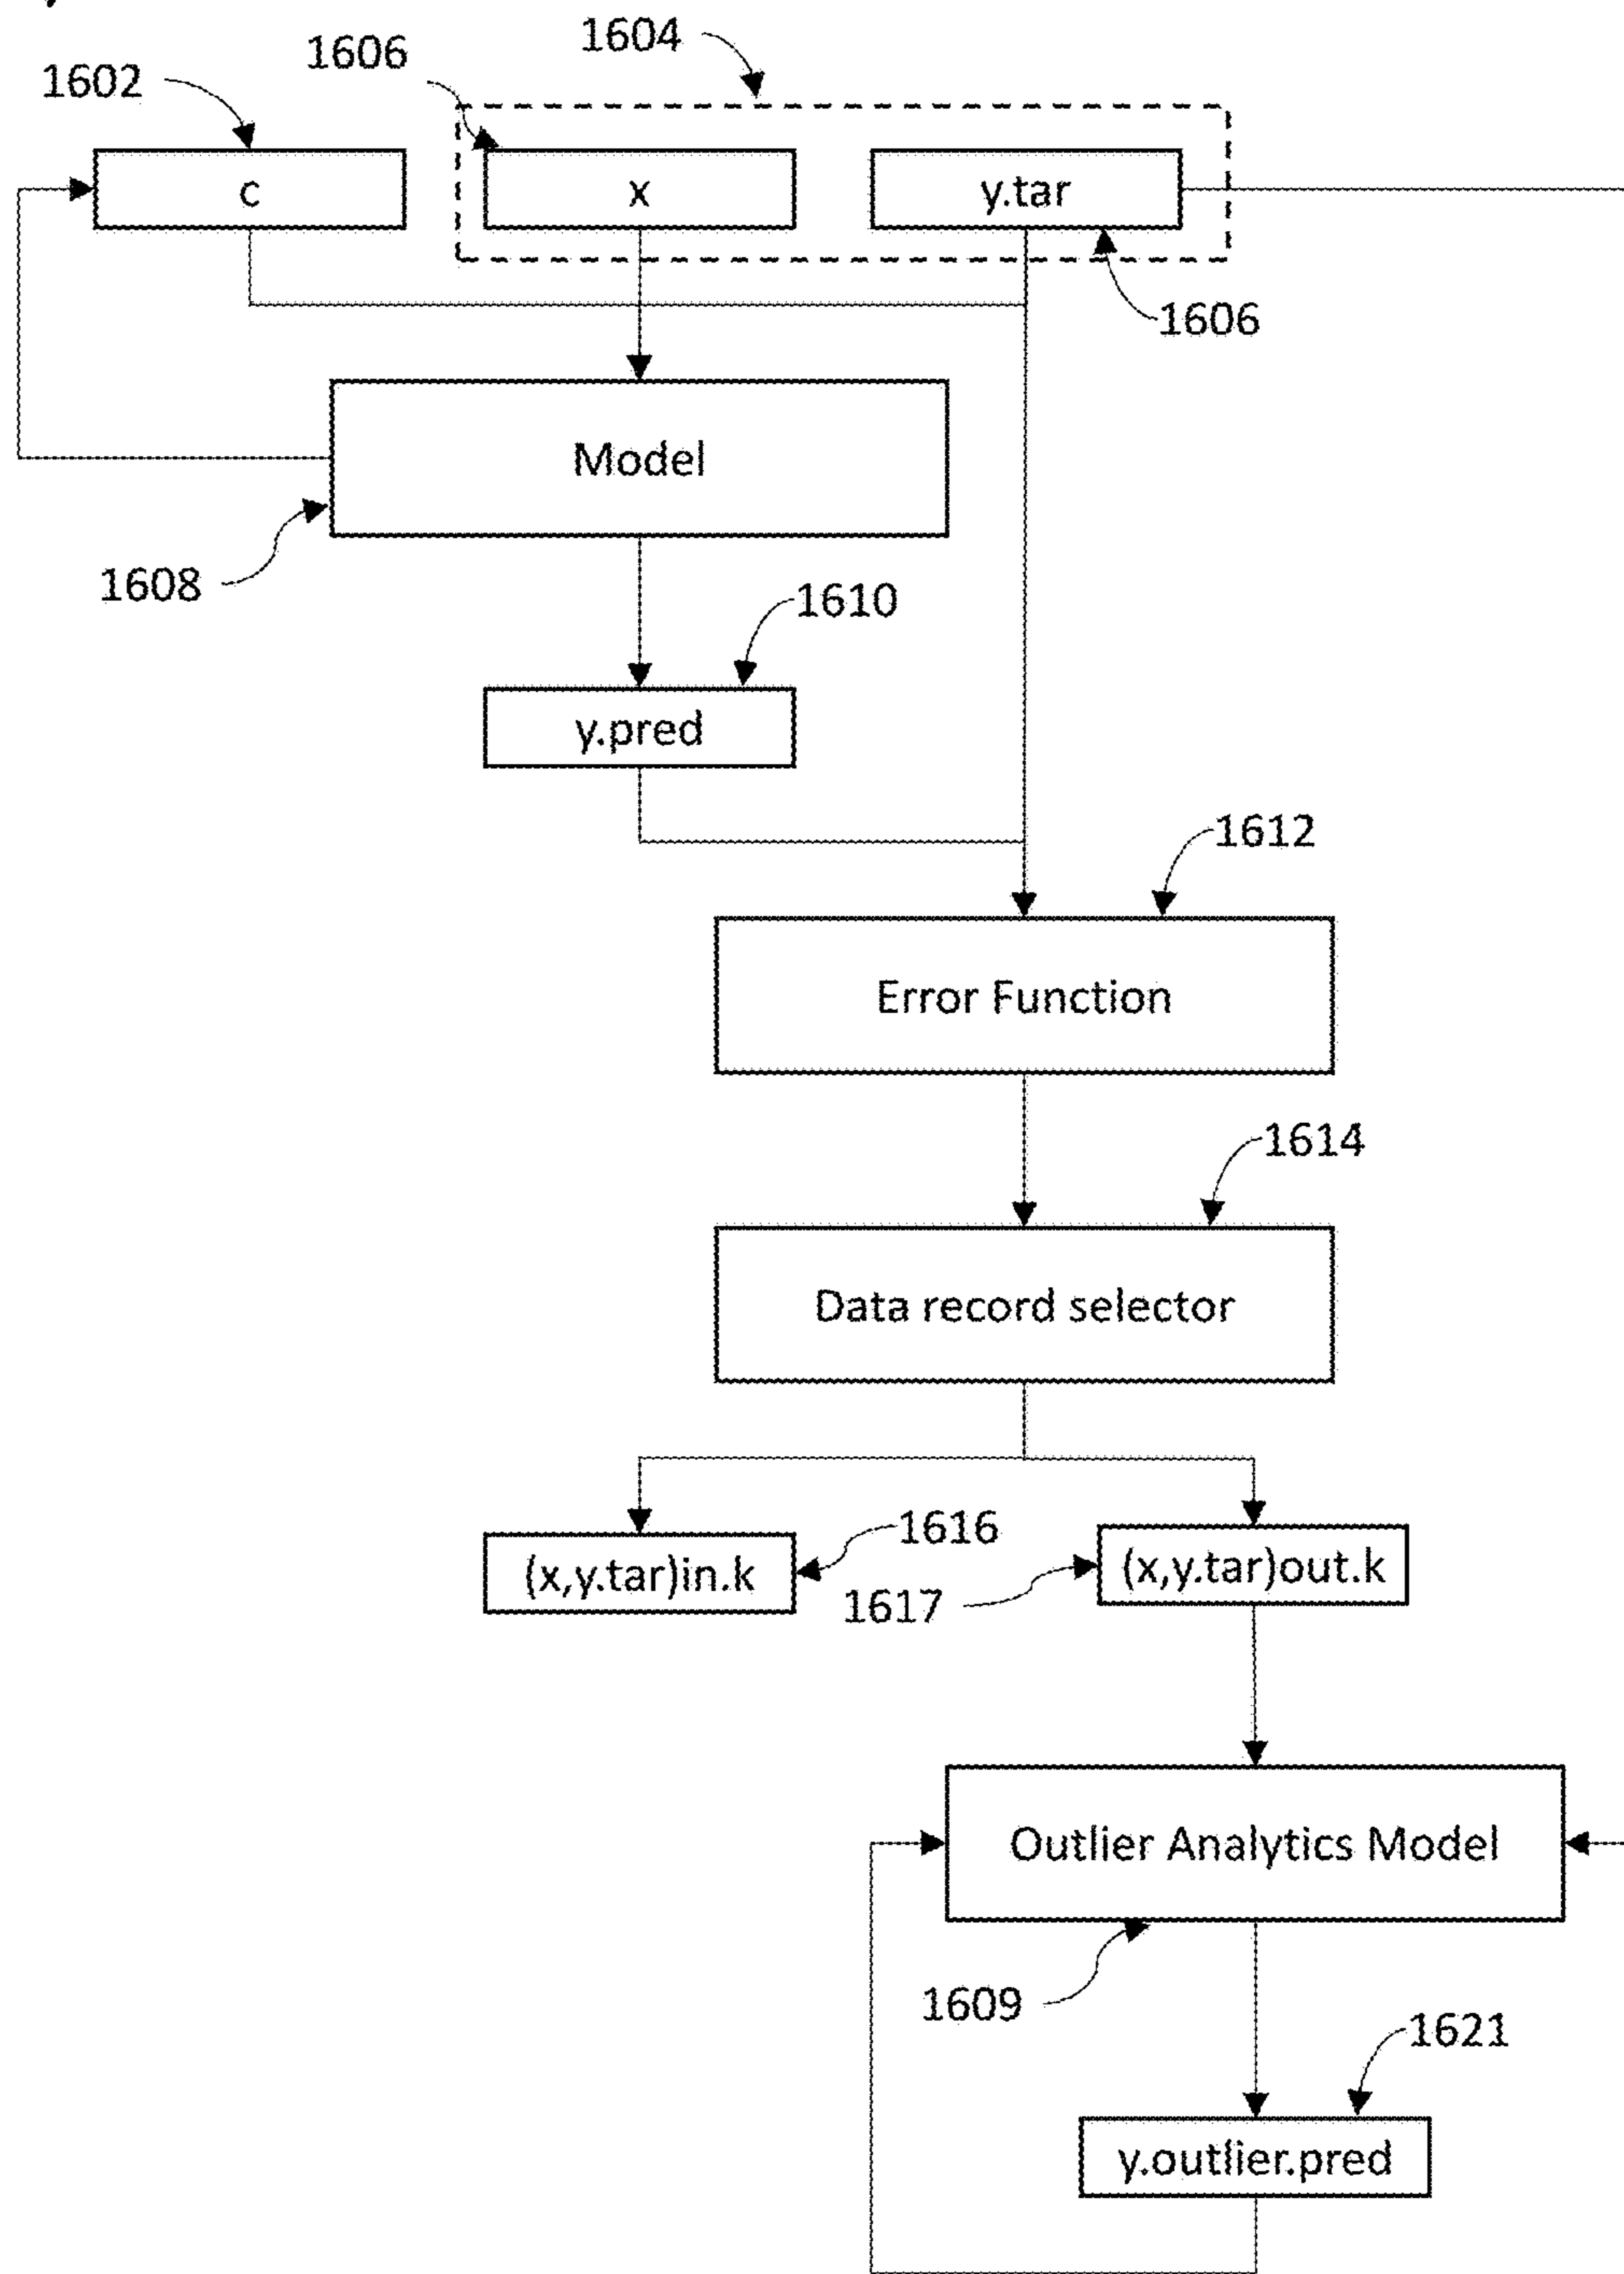 1604
1606
1602
c
x
y.tar
1606
Model
1608
1610
y.pred
1612
Error Function
1614
Data record selector
1616
(x,y.tar)in.k
(x,y.tar)out.k
1617
Outlier Analytics Model
1609
1621
y.outlier.pred